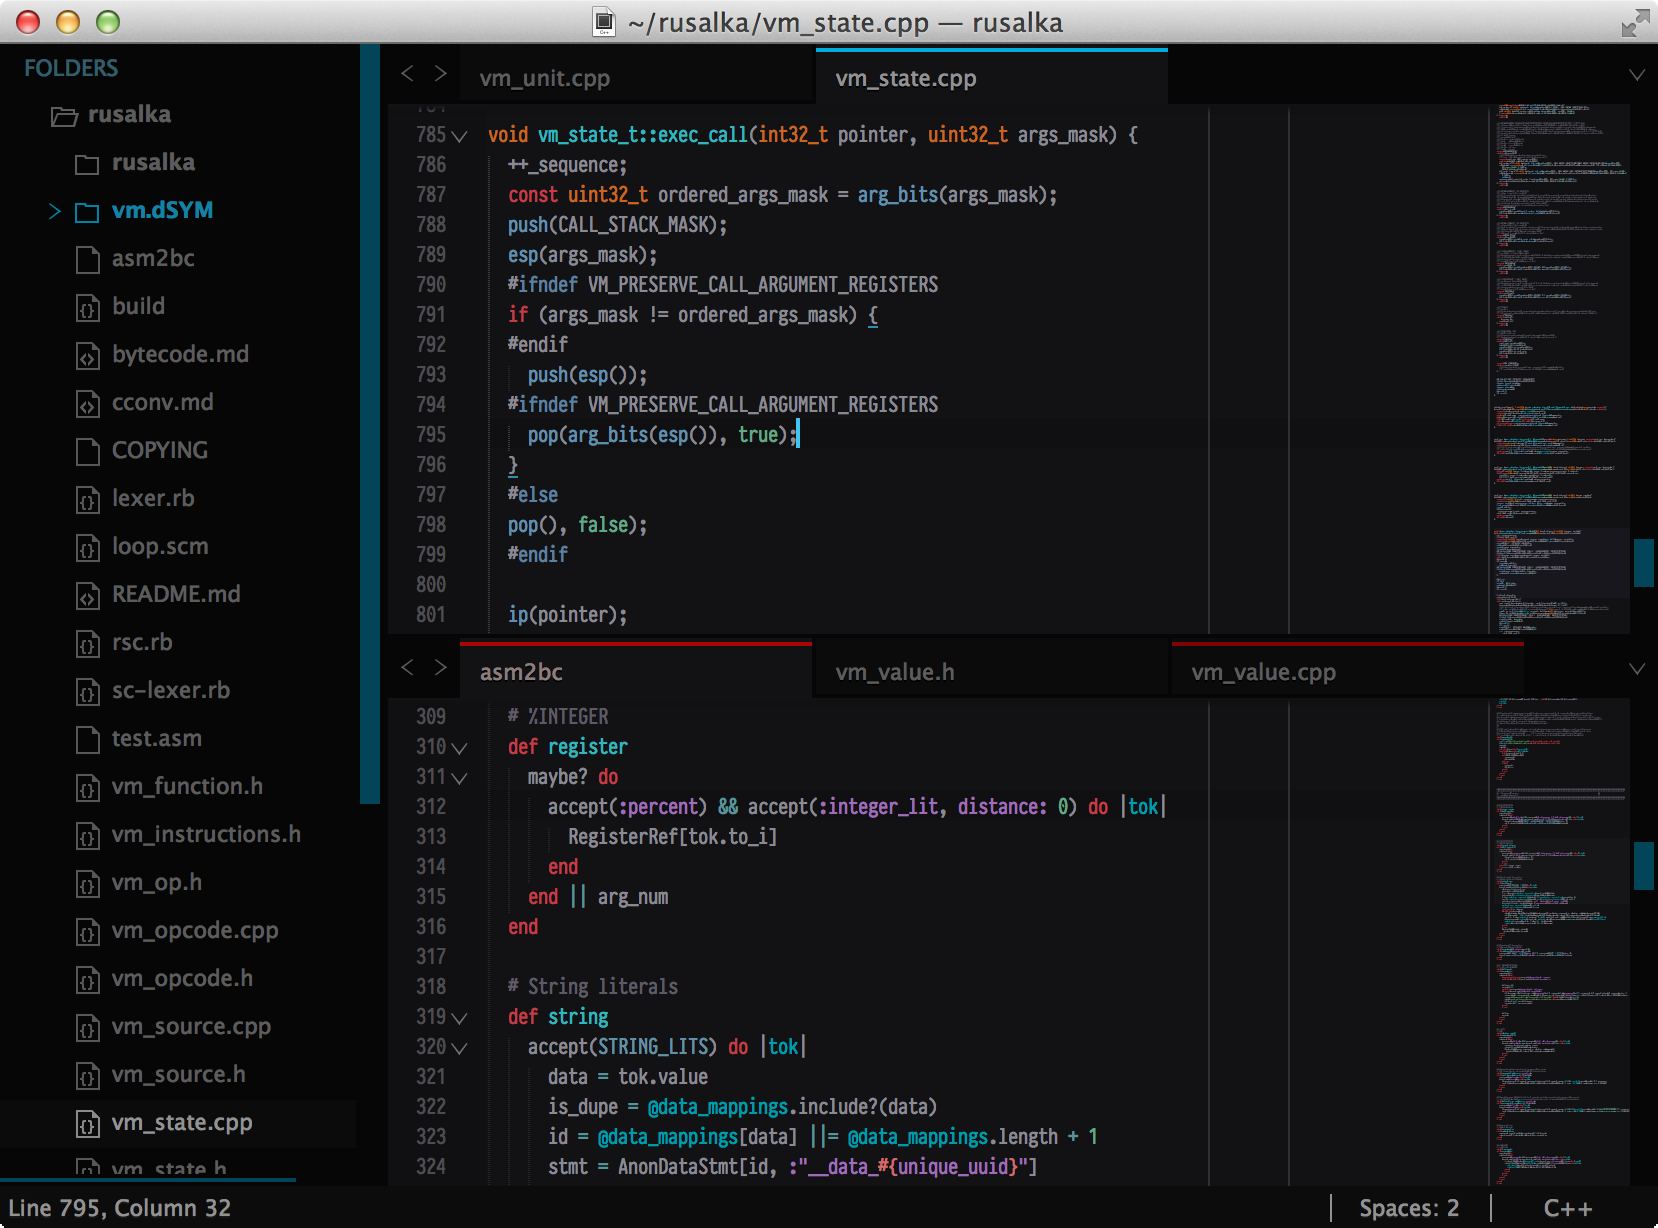 ~/rusalka/vm_state.cpp — rusalka
FOLDERS
rusalka
rusalka
vm.dSYM
asm2bc
build
bytecode.md
cconv.md
COPYING
lexer.rb
loop.scm
README.md
rsc.rb
sc-lexer.rb
test.asm
vm_function.h
vm_instructions.h
vm_op.h
vm_opcode.cpp
vm_opcode.h
vm_source.cpp
vm_source.h
vm_state.cpp
vm_state.h
vm_unit.cpp
vm_state.cpp
784
785 void vm_state_t::exec_call(int32_t pointer, uint32_t args_mask) {
786 ++_sequence;
787 const uint32_t ordered_args_mask = arg_bits(args_mask);
788 push(CALL_STACK_MASK);
789 esp(args_mask);
790 #ifndef VM_PRESERVE_CALL_ARGUMENT_REGISTERS
791 if (args_mask != ordered_args_mask) {
792 #endif
793 push(esp());
794 #ifndef VM_PRESERVE_CALL_ARGUMENT_REGISTERS
795 pop(arg_bits(esp()), true);
796 }
797 #else
798 pop(), false);
799 #endif
800
801 ip(pointer);
asm2bc
vm_value.h
vm_value.cpp
309 # %INTEGER
310 def register
311 maybe? do
312 accept(:percent) && accept(:integer_lit, distance: 0) do |tok|
313 RegisterRef[tok.to_i]
314 end
315 end || arg_num
316 end
317
318 # String literals
319 def string
320 accept(STRING_LITS) do |tok|
321 data = tok.value
322 is_dupe = @data_mappings.include?(data)
323 id = @data_mappings[data] ||= @data_mappings.length + 1
324 stmt = AnonDataStmt[id, :"__data_#{unique_uuid}"]
Line 795, Column 32
Spaces: 2
C++